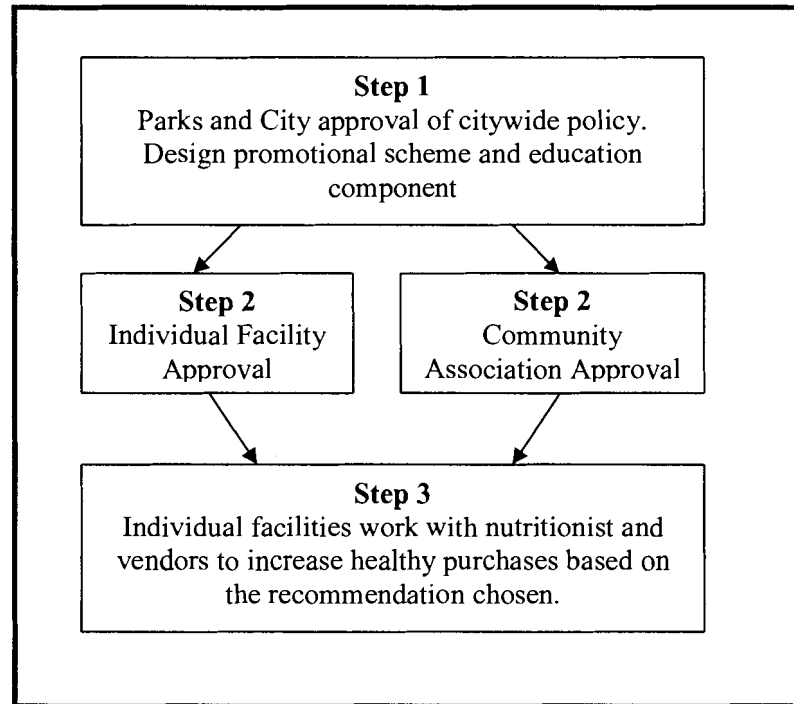 Step 1
Parks and City approval of citywide policy.
Design promotional scheme and education
component
Step 2
Individual Facility
Approval
Step 2
Community
Association Approval
Step 3
Individual facilities work with nutritionist and
vendors to increase healthy purchases based on
the recommendation chosen.